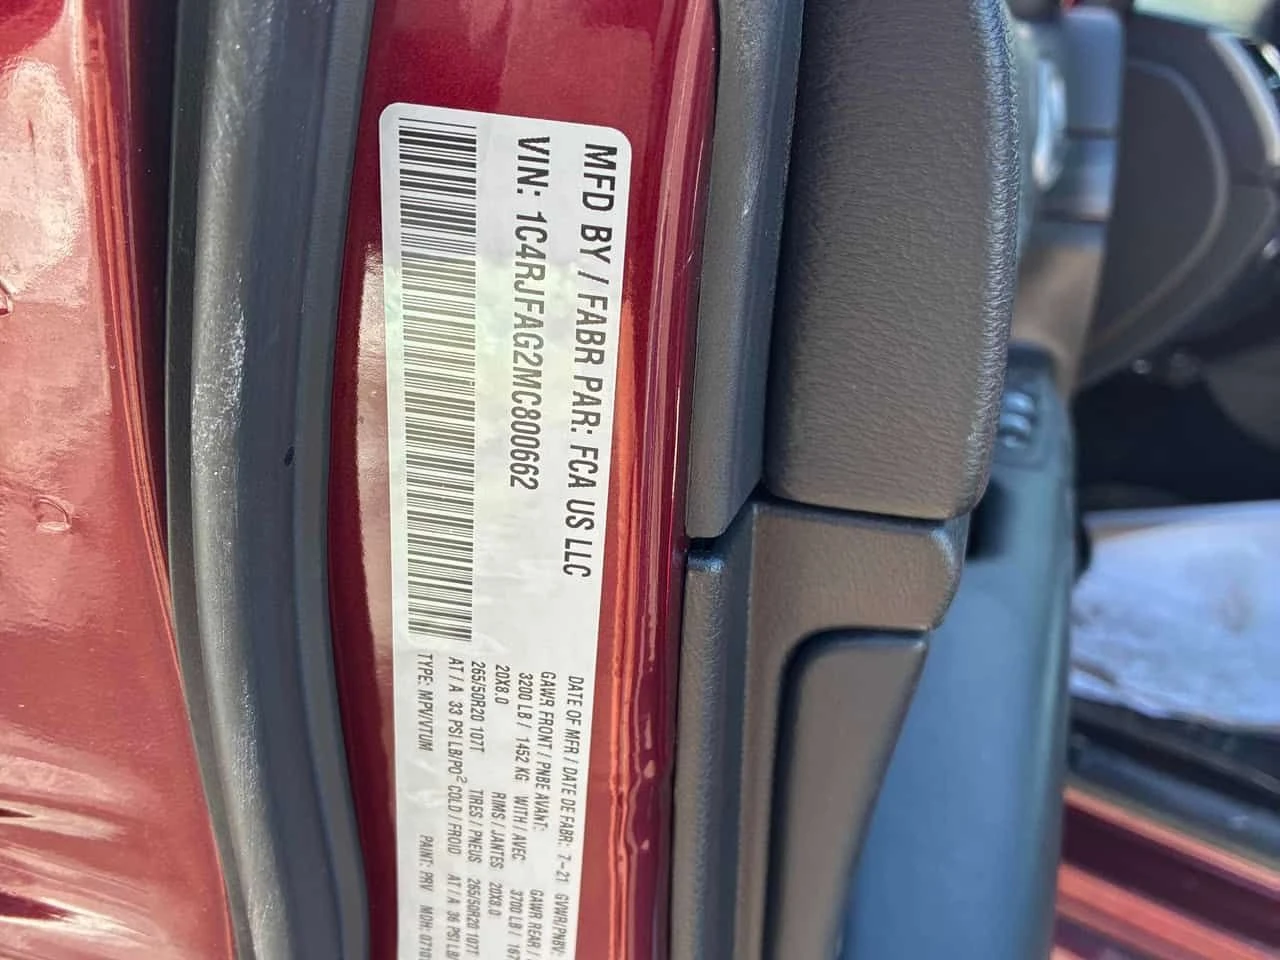 MFD BY / FABR PAR: FCA US LLC
VIN: 1C4RJFAG2MC800662
DATE OF MFR / DATE DE FABR: 7-21 GVWR/PNBV:
GAWR FRONT / PNBE AVANT: GAWR REAR /
3200 LB / 1452 KG WITH / AVEC 3700 LB /
20X8.0 RIMS / JANTES 20X8.0
265/50R20 107T TIRES / PNEUS 265/50R20 107T
AT / A 33 PSI LB/PO² COLD / FROID AT / A 36 PSI LB/
TYPE: MPV/VTUM PAINT: PRV MDH: